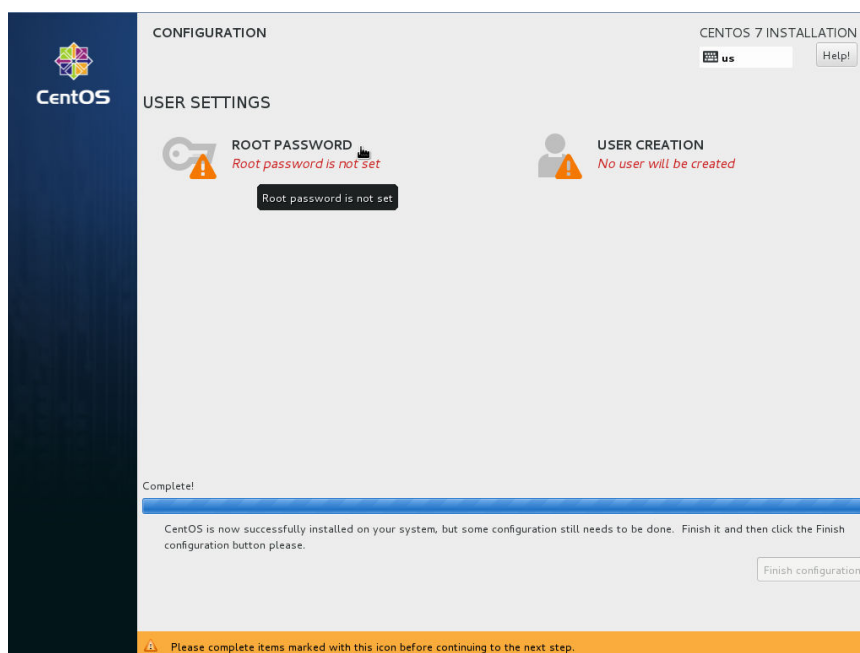 CentOS
CONFIGURATION
CENTOS 7 INSTALLATION
us
Help!
USER SETTINGS
ROOT PASSWORD
Root password is not set
Root password is not set
USER CREATION
No user will be created
Complete!
CentOS is now successfully installed on your system, but some configuration still needs to be done. Finish it and then click the Finish
configuration button please.
Finish configuration
Please complete items marked with this icon before continuing to the next step.